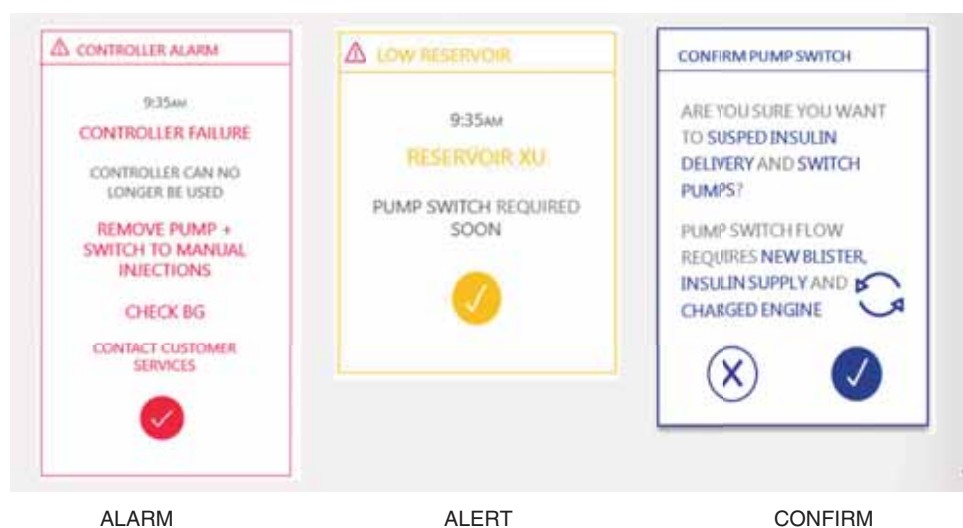 CONTROLLER ALARM
9:35AM
CONTROLLER FAILURE
CONTROLLER CAN NO
LONGER BE USED
REMOVE PUMP +
SWITCH TO MANUAL
INJECTIONS
CHECK BG
CONTACT CUSTOMER
SERVICES
ALARM
LOW RESERVOIR
9:35AM
RESERVOIR XU
PUMP SWITCH REQUIRED
SOON
ALERT
CONFIRM PUMP SWITCH
ARE YOU SURE YOU WANT
TO SUSPED INSULIN
DELIVERY AND SWITCH
PUMPS?
PUMP SWITCH FLOW
REQUIRES NEW BLISTER,
INSULIN SUPPLY AND
CHARGED ENGINE
CONFIRM